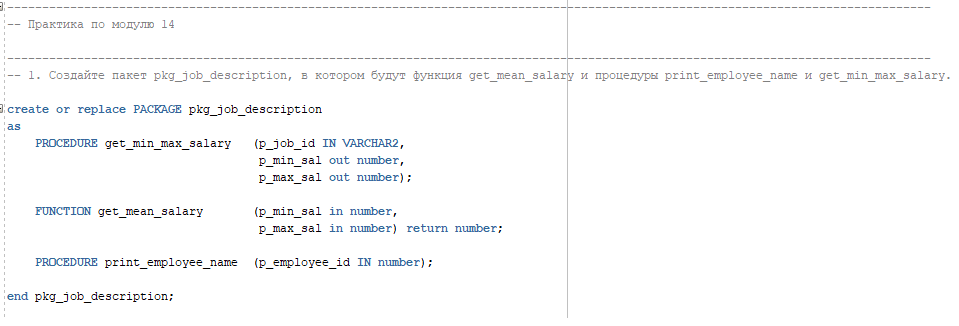 --------------------------------------------------------------------------------------------------------------------------------------
-- Практика по модулю 14
--------------------------------------------------------------------------------------------------------------------------------------
-- 1. Создайте пакет pkg_job_description, в котором будут функция get_mean_salary и процедуры print_employee_name и get_min_max_salary.
create or replace PACKAGE pkg_job_description
as
    PROCEDURE get_min_max_salary   (p_job_id IN VARCHAR2,
                                    p_min_sal out number,
                                    p_max_sal out number);
    FUNCTION get_mean_salary       (p_min_sal in number,
                                    p_max_sal in number) return number;
    PROCEDURE print_employee_name  (p_employee_id IN number);
end pkg_job_description;